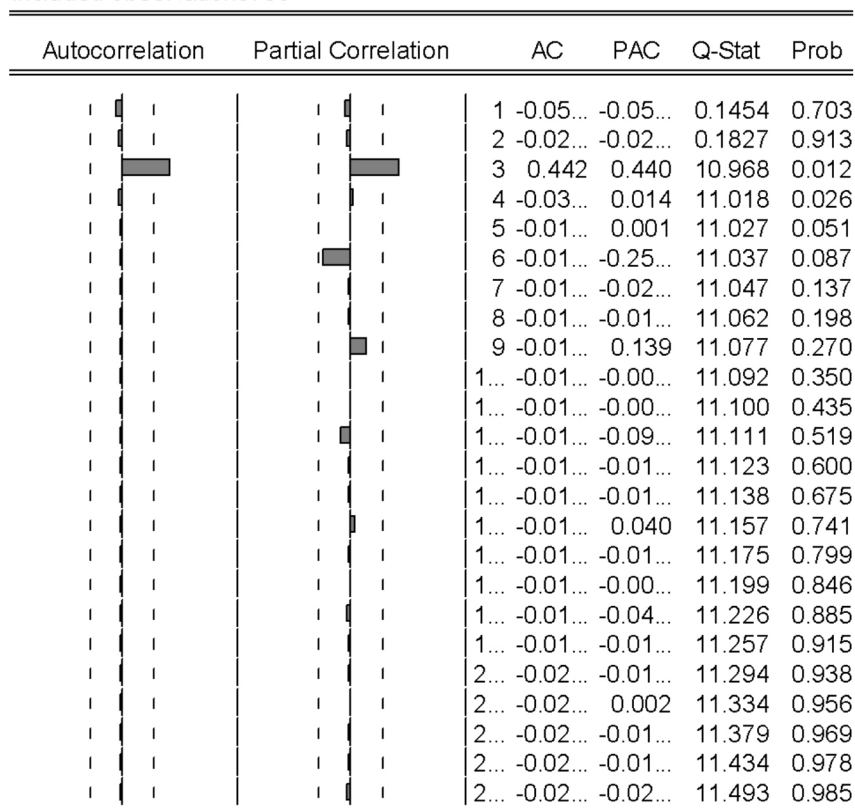 Autocorrelation Partial Correlation AC PAC Q-Stat Prob
1 -0.05... -0.05... 0.1454 0.703
2 -0.02... -0.02... 0.1827 0.913
3 0.442 0.440 10.968 0.012
4 -0.03... 0.014 11.018 0.026
5 -0.01... 0.001 11.027 0.051
6 -0.01... -0.25... 11.037 0.087
7 -0.01... -0.02... 11.047 0.137
8 -0.01... -0.01... 11.062 0.198
9 -0.01... 0.139 11.077 0.270
1... -0.01... -0.00... 11.092 0.350
1... -0.01... -0.00... 11.100 0.435
1... -0.01... -0.09... 11.111 0.519
1... -0.01... -0.01... 11.123 0.600
1... -0.01... -0.01... 11.138 0.675
1... -0.01... 0.040 11.157 0.741
1... -0.01... -0.01... 11.175 0.799
1... -0.01... -0.00... 11.199 0.846
1... -0.01... -0.04... 11.226 0.885
1... -0.01... -0.01... 11.257 0.915
2... -0.02... -0.01... 11.294 0.938
2... -0.02... 0.002 11.334 0.956
2... -0.02... -0.01... 11.379 0.969
2... -0.02... -0.01... 11.434 0.978
2... -0.02... -0.02... 11.493 0.985